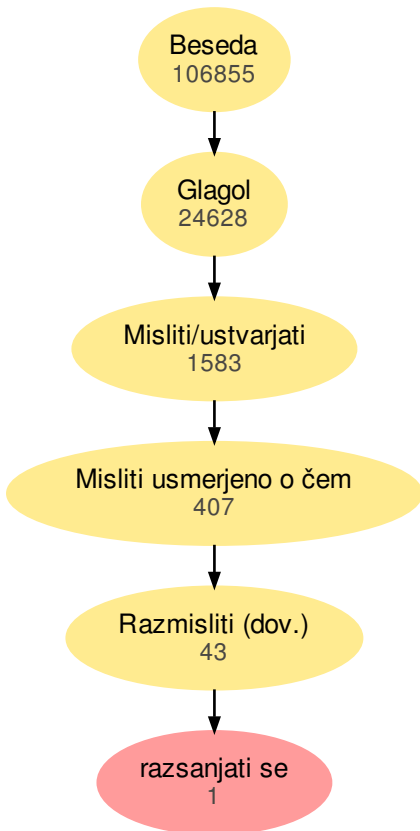 Beseda
106855
Glagol
24628
Misliti/ustvarjati
1583
Misliti usmerjeno o čem
407
Razmisliti (dov.)
43
razsanjati se
1